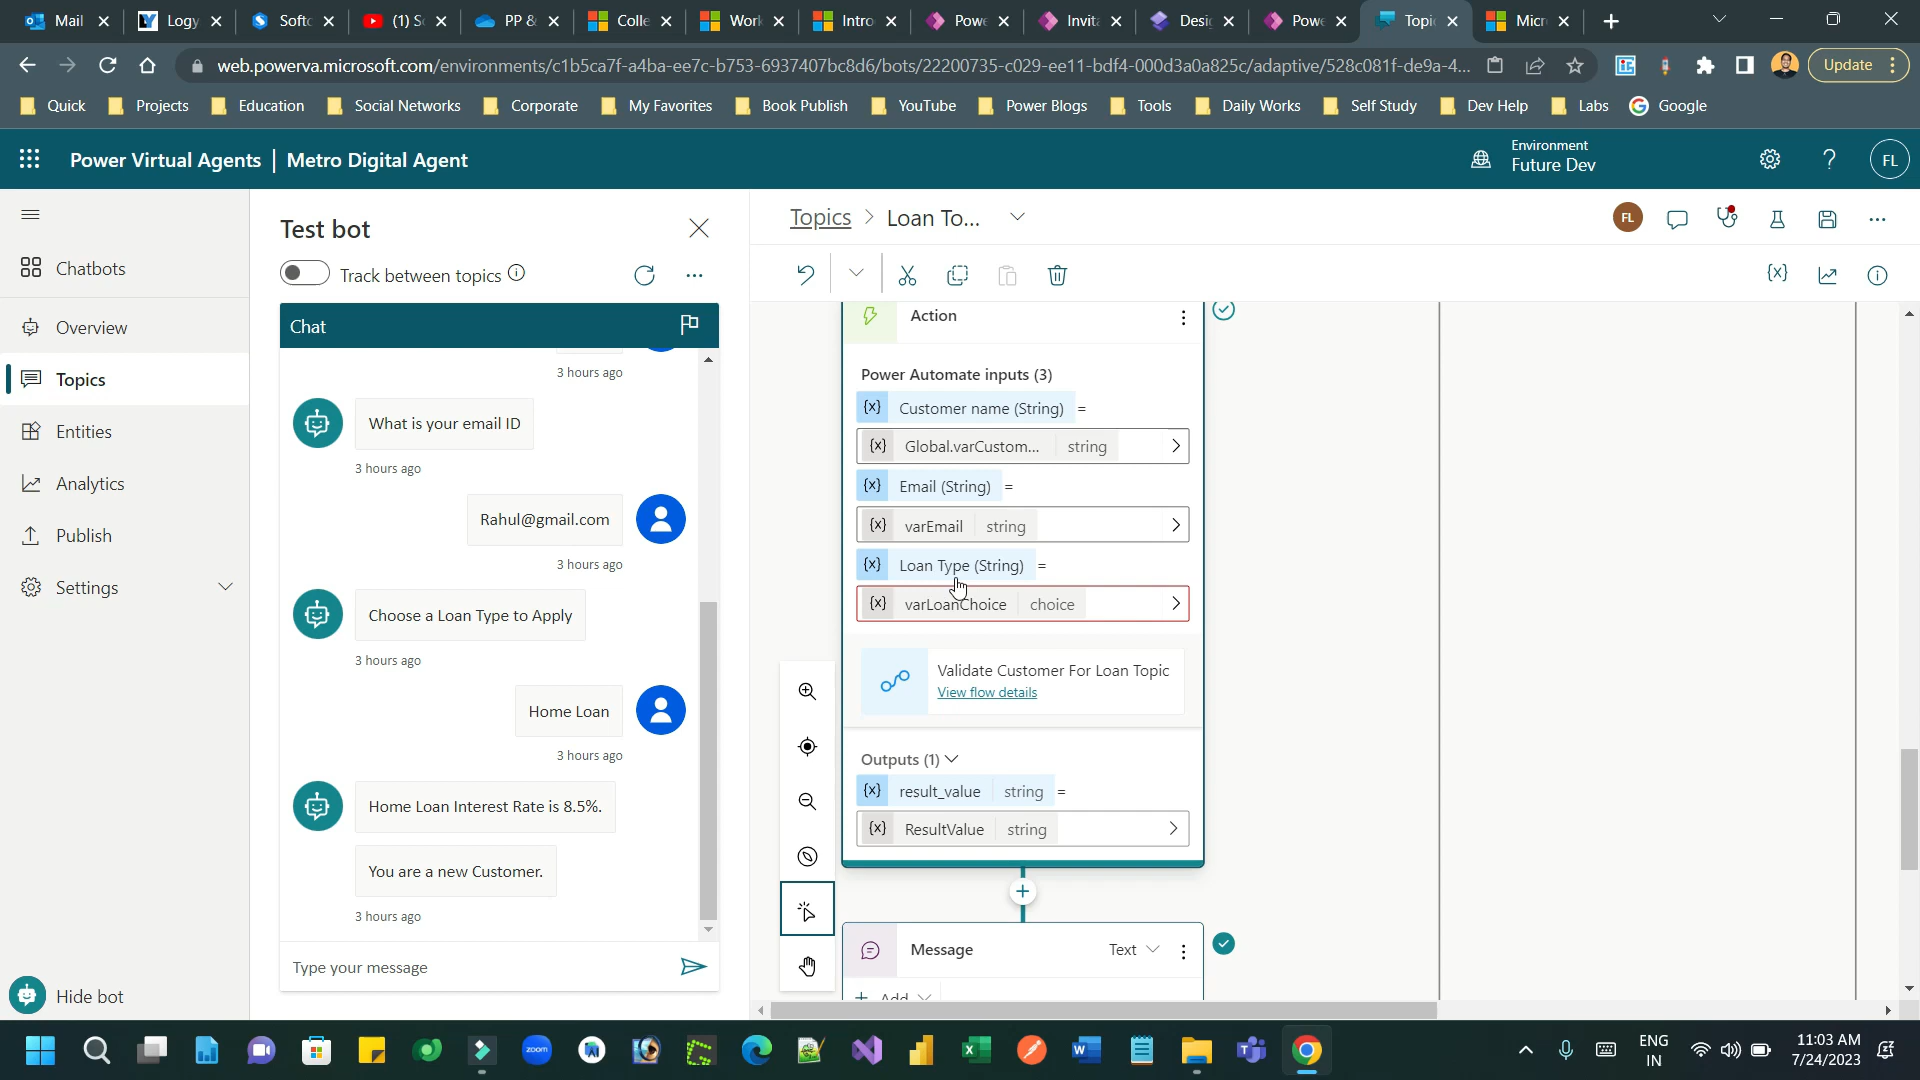 Mail
Logy
Softc
(1) Sc
PP &
Colle
Work
Intro
Powe
Invita
Desig
Powe
Topic
Micr
web.powerva.microsoft.com/environments/c1b5ca7f-a4ba-ee7c-b753-6937407bc8d6/bots/22200735-c029-ee11-bdf4-000d3a0a825c/adaptive/528c081f-de9a-4...
Update
Quick
Projects
Education
Social Networks
Corporate
My Favorites
Book Publish
YouTube
Power Blogs
Tools
Daily Works
Self Study
Dev Help
Labs
Google
Power Virtual Agents | Metro Digital Agent
Environment
Future Dev
FL
Chatbots
Overview
Topics
Entities
Analytics
Publish
Settings
Hide bot
Test bot
Track between topics
Chat
3 hours ago
What is your email ID
3 hours ago
Rahul@gmail.com
3 hours ago
Choose a Loan Type to Apply
3 hours ago
Home Loan
3 hours ago
Home Loan Interest Rate is 8.5%.
You are a new Customer.
3 hours ago
Type your message
Topics > Loan To...
FL
Action
Power Automate inputs (3)
{x} Customer name (String) =
{x} Global.varCustom... string
{x} Email (String) =
{x} varEmail string
{x} Loan Type (String) =
{x} varLoanChoice choice
Validate Customer For Loan Topic
View flow details
Outputs (1)
{x} result_value string =
{x} ResultValue string
Message
Text
+ Add
zoom
ENG
IN
11:03 AM
7/24/2023